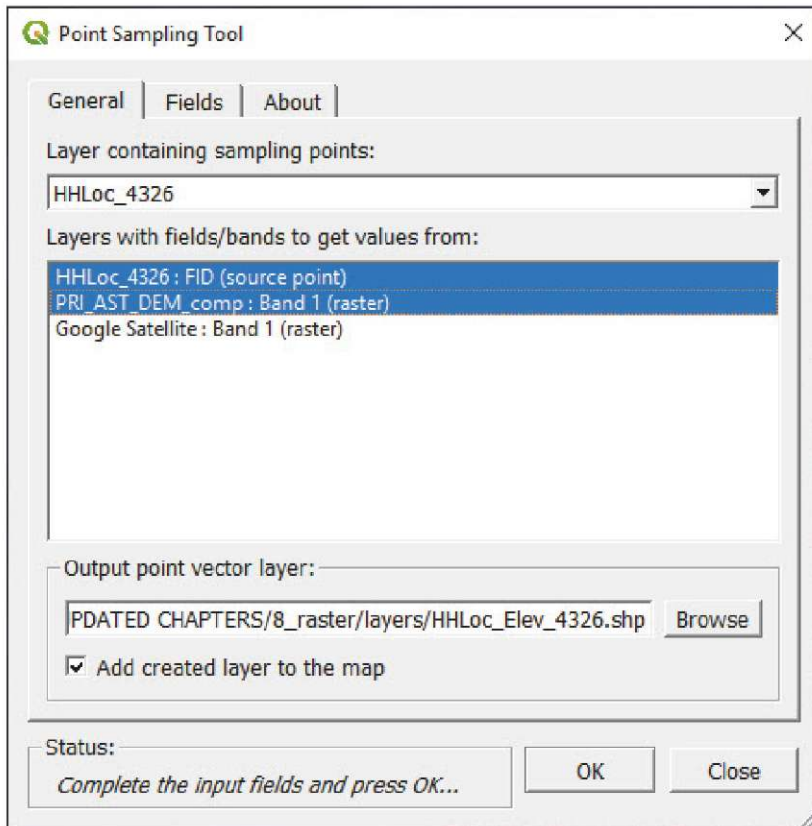 Point Sampling Tool
General Fields About
Layer containing sampling points:
HHLoc_4326
Layers with fields/bands to get values from:
HHLoc_4326 : FID (source point)
PRI_AST_DEM_comp : Band 1 (raster)
Google Satellite : Band 1 (raster)
Output point vector layer:
PDATED CHAPTERS/8_raster/layers/HHLoc_Elev_4326.shp Browse
Add created layer to the map
Status:
Complete the input fields and press OK...
OK Close